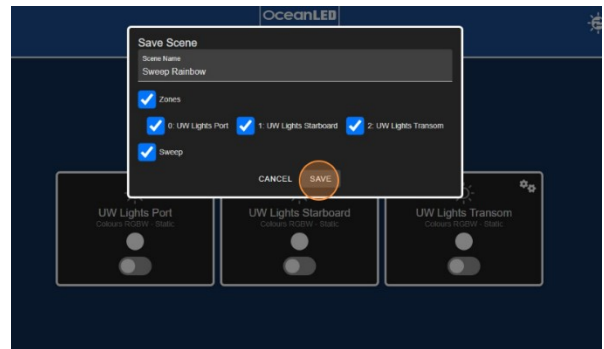 OceanLED
Save Scene
Scene Name
Sweep Rainbow
Zones
0: UW Lights Port 1: UW Lights Starboard 2: UW Lights Transom
Sweep
CANCEL SAVE
UW Lights Port UW Lights Starboard UW Lights Transom
Colours RGBW - Static Colours RGBW - Static Colours RGBW - Static